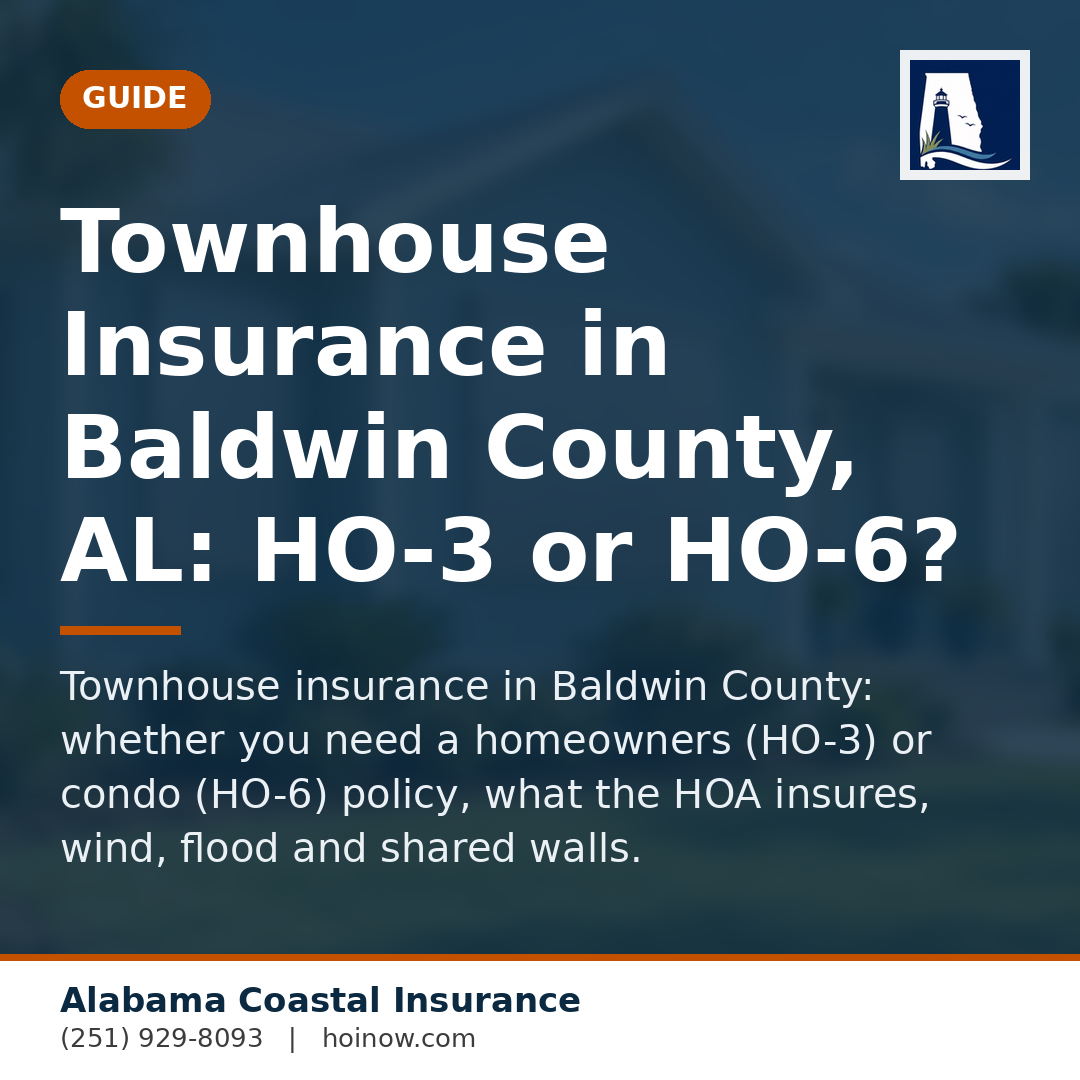 GUIDE
Townhouse
Insurance in
Baldwin County,
AL: HO-3 or HO-6?
Townhouse insurance in Baldwin County:
whether you need a homeowners (HO-3) or
condo (HO-6) policy, what the HOA insures,
wind, flood and shared walls.
Alabama Coastal Insurance
(251) 929-8093 | hoinow.com